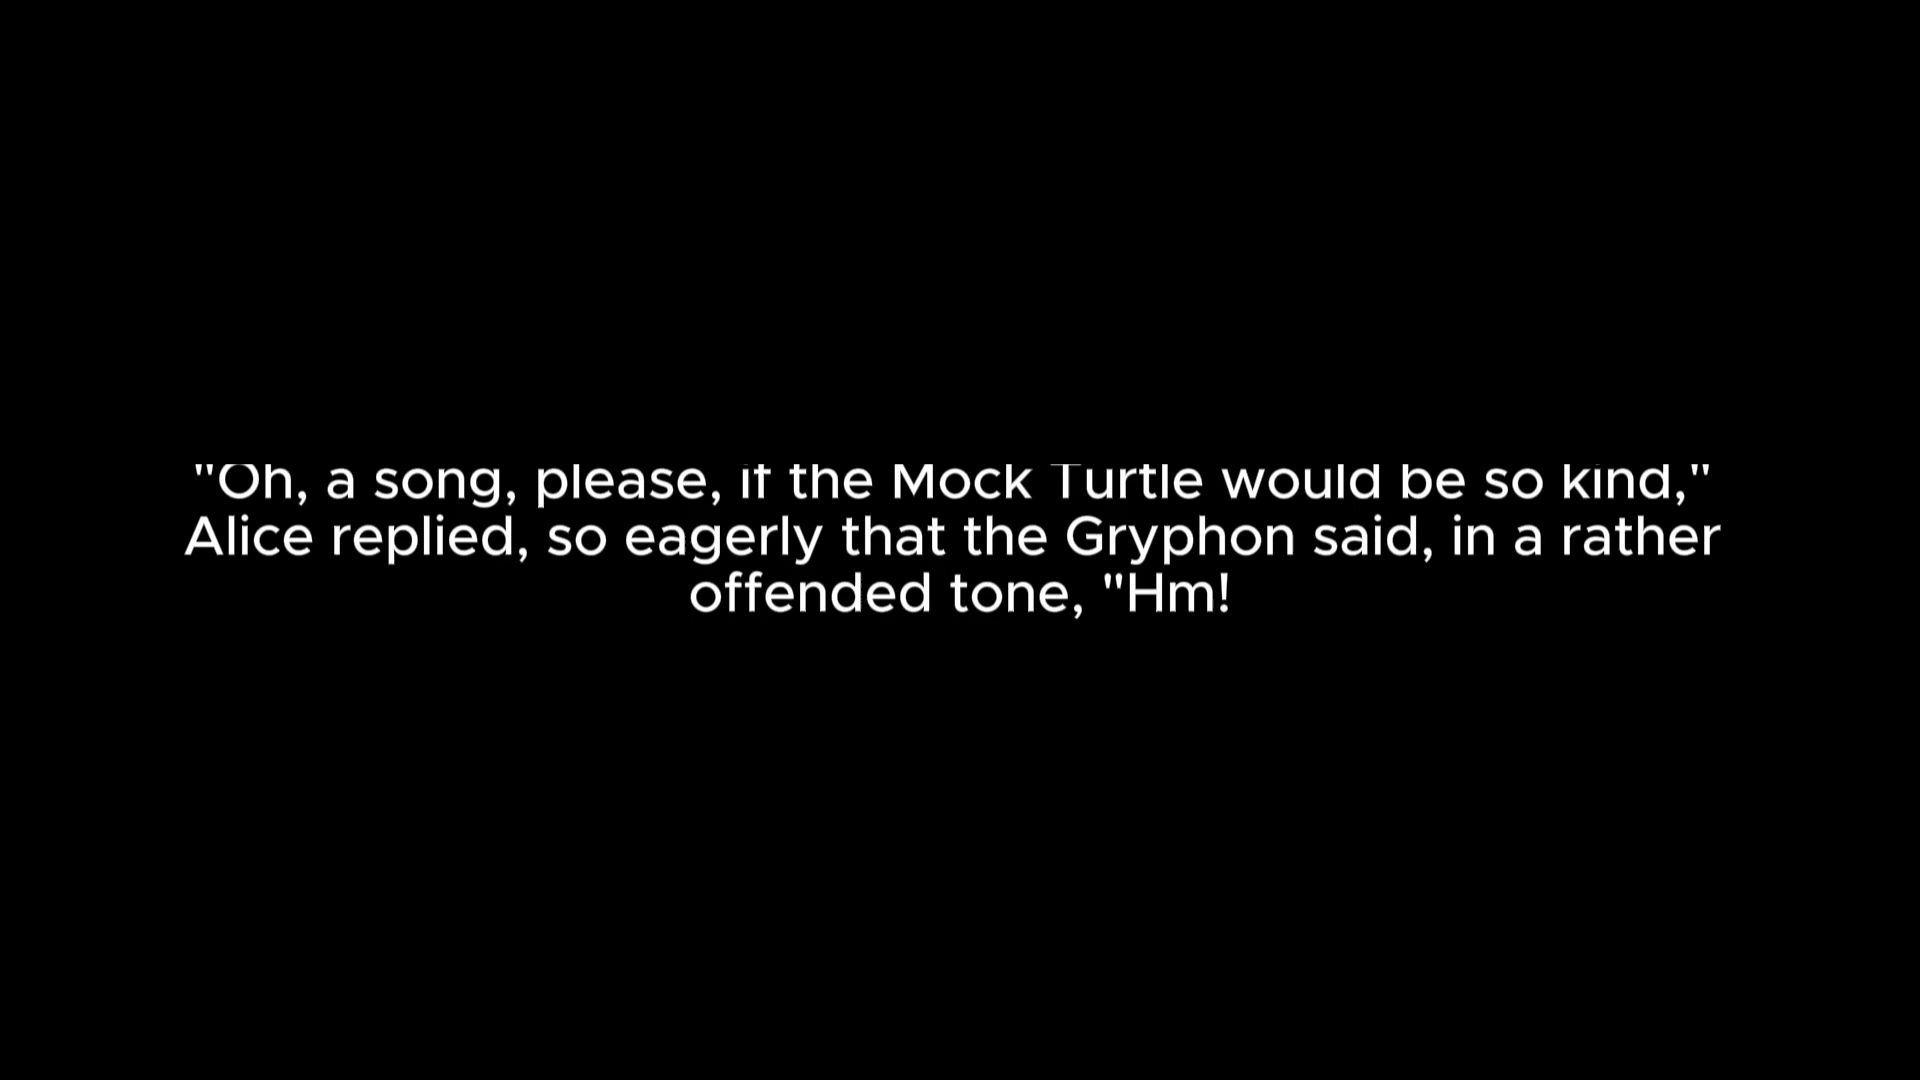 "Oh, a song, please, if the Mock Turtle would be so kind,"
Alice replied, so eagerly that the Gryphon said, in a rather
offended tone, "Hm!